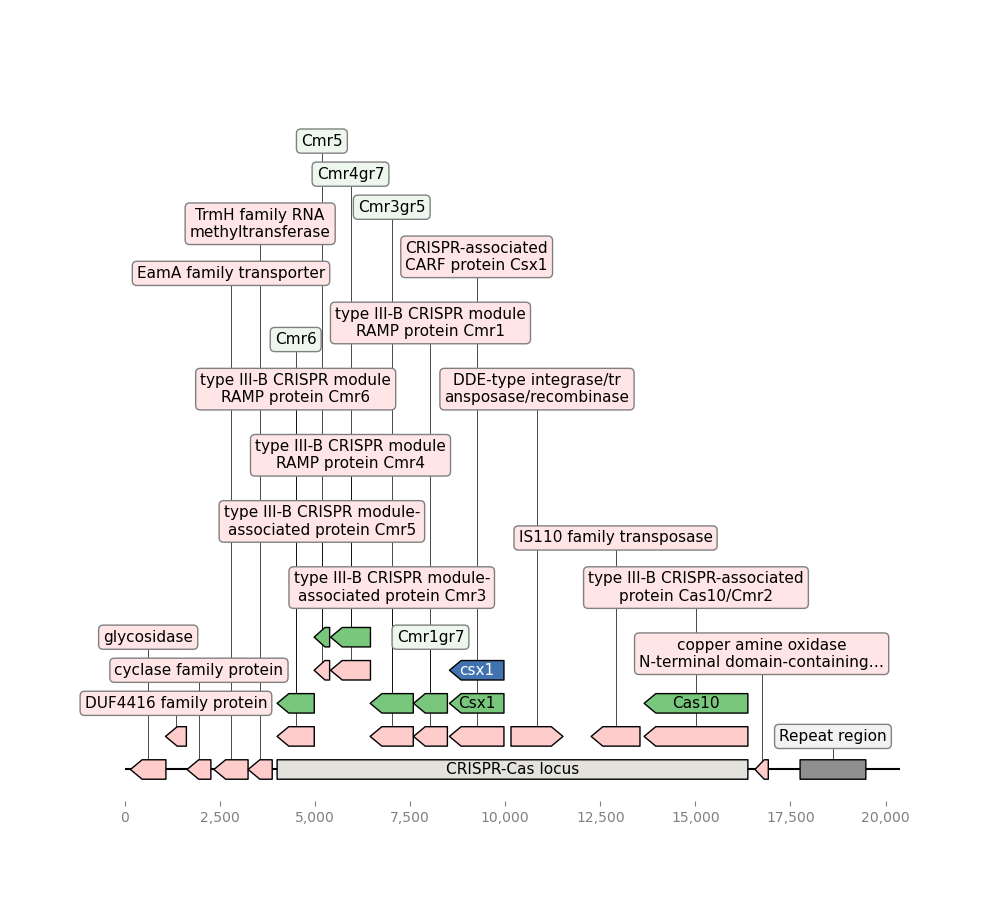 Cmr5
Cmr4gr7
Cmr3gr5
TrmH family RNA
methyltransferase
CRISPR-associated
CARF protein Csx1
EamA family transporter
type III-B CRISPR module
RAMP protein Cmr1
Cmr6
type III-B CRISPR module
RAMP protein Cmr6
DDE-type integrase/tr
ansposase/recombinase
type III-B CRISPR module
RAMP protein Cmr4
type III-B CRISPR module-
associated protein Cmr5
IS110 family transposase
type III-B CRISPR module-
associated protein Cmr3
type III-B CRISPR-associated
protein Cas10/Cmr2
glycosidase
Cmr1gr7
copper amine oxidase
N-terminal domain-containing...
cyclase family protein
csx1
DUF4416 family protein
Csx1
Cas10
Repeat region
CRISPR-Cas locus
0
2,500
5,000
7,500
10,000
12,500
15,000
17,500
20,000